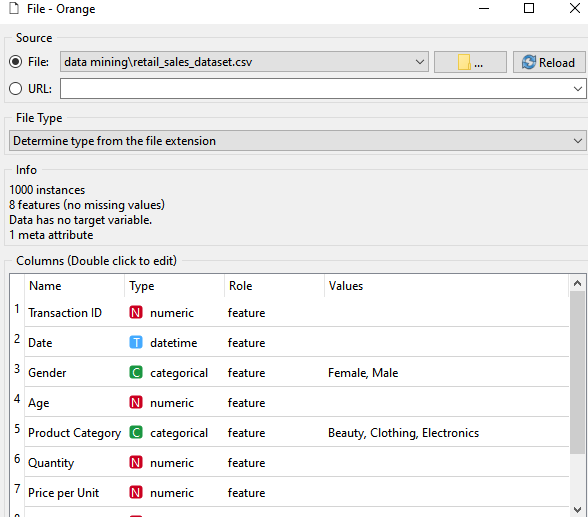 File - Orange
Source
File: data mining\retail_sales_dataset.csv ... Reload
URL:
File Type
Determine type from the file extension
Info
1000 instances
8 features (no missing values)
Data has no target variable.
1 meta attribute
Columns (Double click to edit)
Name Type Role Values
1 Transaction ID N numeric feature
2 Date T datetime feature
3 Gender C categorical feature Female, Male
4 Age N numeric feature
5 Product Category C categorical feature Beauty, Clothing, Electronics
6 Quantity N numeric feature
7 Price per Unit N numeric feature